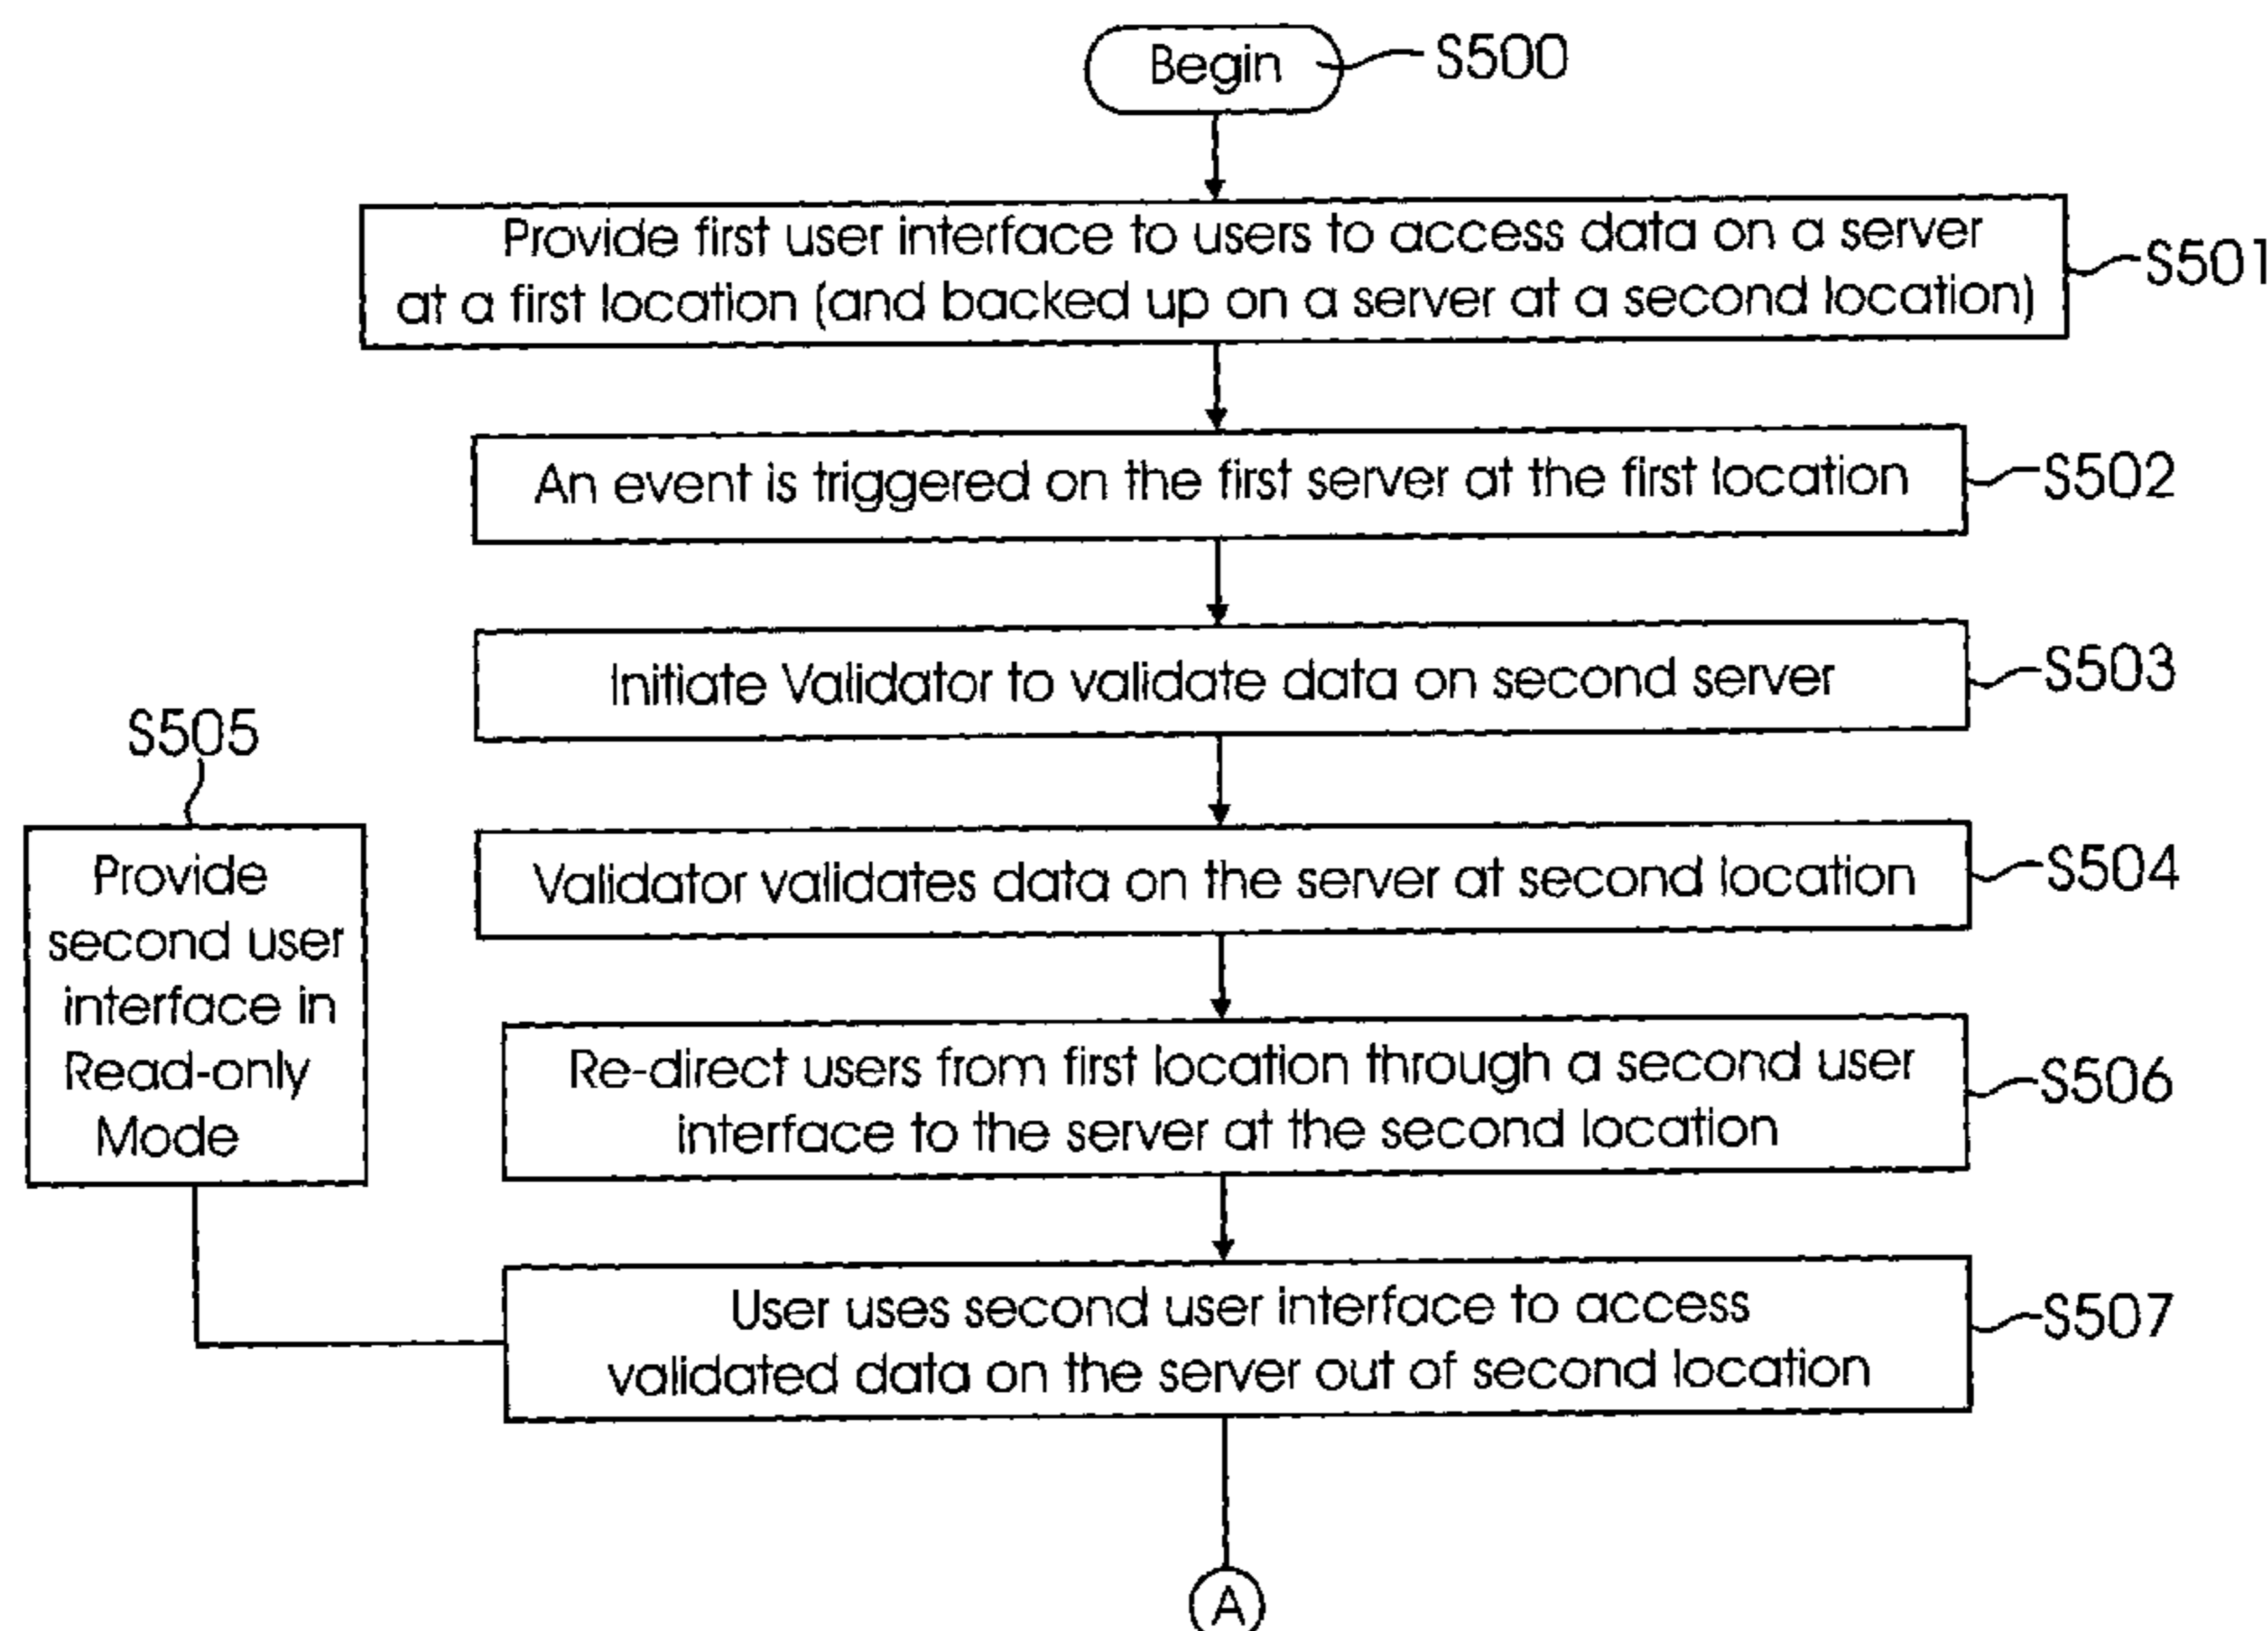 Begin
S500
Provide first user interface to users to access data on a server
at a first location (and backed up on a server at a second location)
S501
An event is triggered on the first server at the first location
S502
Initiate Validator to validate data on second server
S503
Validator validates data on the server at second location
S504
S505
Provide
second user
interface in
Read-only
Mode
Re-direct users from first location through a second user
interface to the server at the second location
S506
User uses second user interface to access
validated data on the server out of second location
S507
A